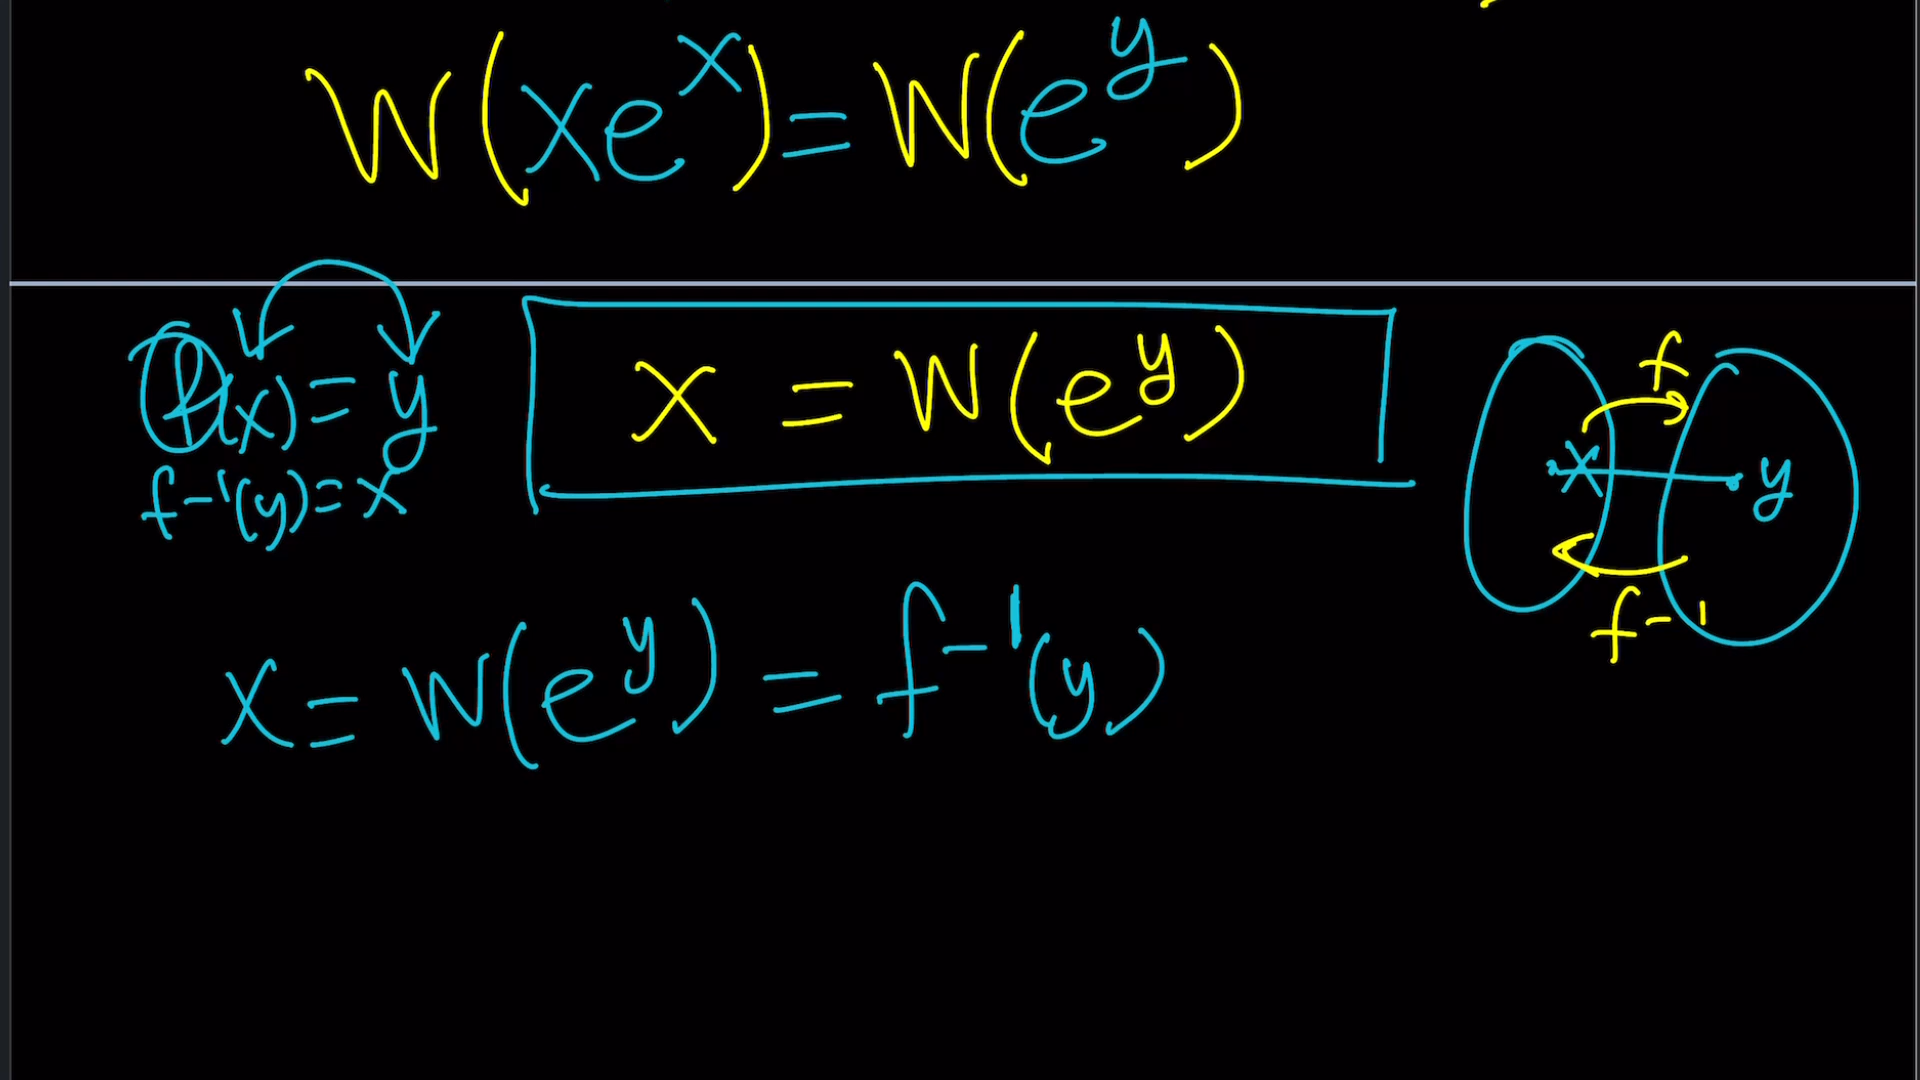 W(xe^x) = W(e^y)
f(x) = y
f^-1(y) = x
x = W(e^y)
f
x y
f^-1
x = W(e^y) = f^-1(y)